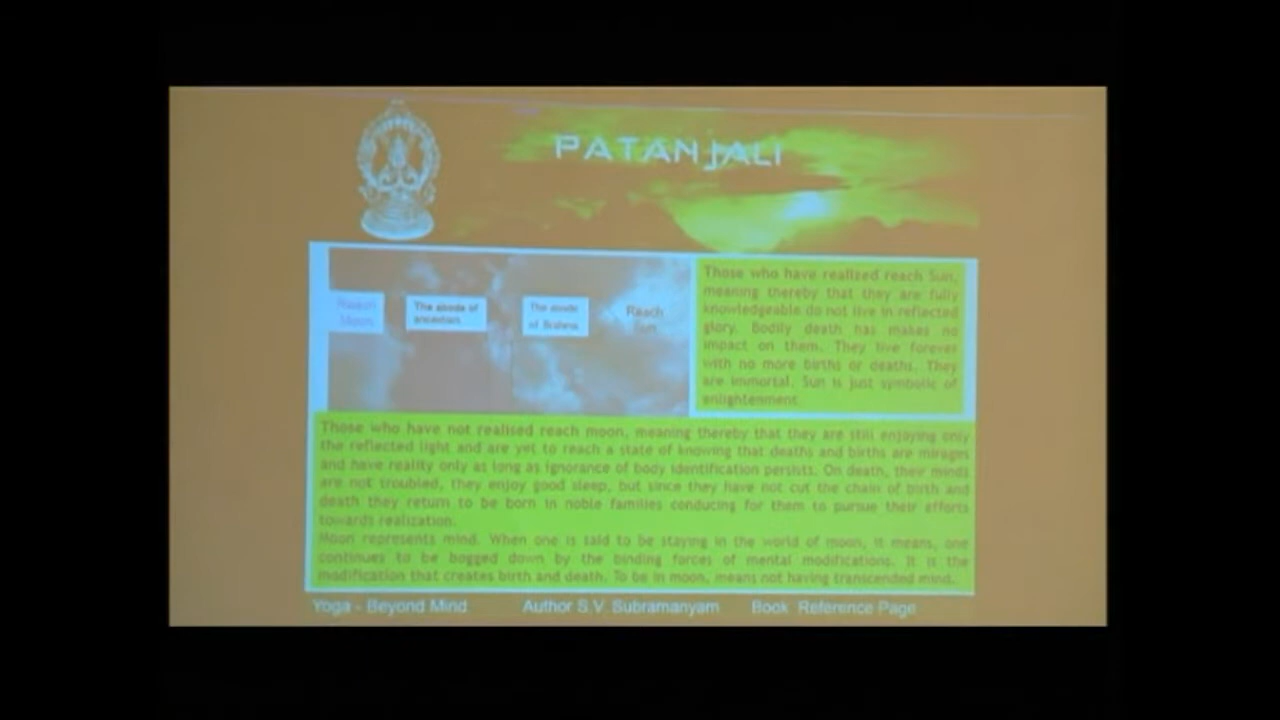 PATANJALI
Reach
Moon
The abode of
ancestors
The abode
of Brahma
Reach
Sun
Those who have realized reach Sun,
meaning thereby that they are fully
knowledgeable do not live in reflected
glory. Bodily death has makes no
impact on them. They live forever
with no more births or deaths. They
are immortal. Sun is just symbolic of
enlightenment.
Those who have not realised reach moon, meaning thereby that they are still enjoying only
the reflected light and are yet to reach a state of knowing that deaths and births are mirages
and have reality only as long as ignorance of body identification persists. On death, their minds
are not troubled, they enjoy good sleep, but since they have not cut the chain of birth and
death they return to be born in noble families conducing for them to pursue their efforts
towards realization.
Moon represents mind. When one is said to be staying in the world of moon, it means, one
continues to be bogged down by the binding forces of mental modifications. It is the
modification that creates birth and death. To be in moon, means not having transcended mind.
Yoga - Beyond Mind Author S.V. Subramanyam Book Reference Page